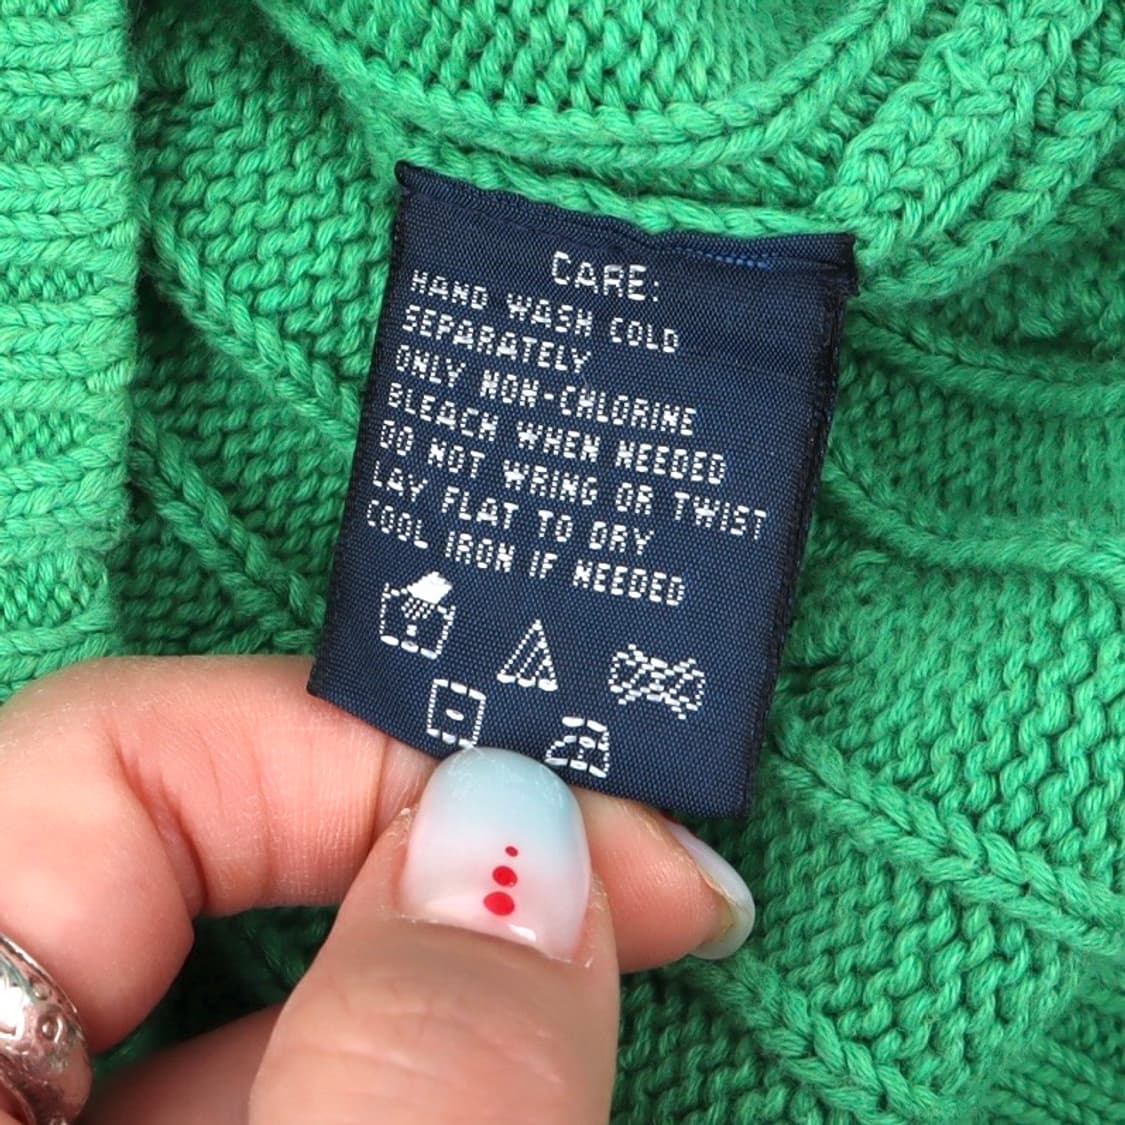 CARE:
HAND WASH COLD
SEPARATELY
ONLY NON-CHLORINE
BLEACH WHEN NEEDED
DO NOT WRING OR TWIST
LAY FLAT TO DRY
COOL IRON IF NEEDED